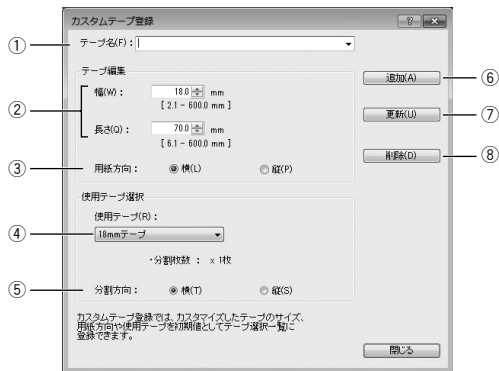 カスタムテープ登録
① テープ名(F):
テープ編集
② 幅(W): 18.0 mm
[ 2.1 - 600.0 mm ]
長さ(Q): 70.0 mm
[ 6.1 - 600.0 mm ]
③ 用紙方向: 横(L) 縦(P)
使用テープ選択
使用テープ(R):
④ 18mmテープ
・分割枚数 : x 1枚
⑤ 分割方向: 横(T) 縦(S)
カスタムテープ登録では、カスタマイズしたテープのサイズ、
用紙方向や使用テープを初期値としてテープ選択一覧に
登録できます。
追加(A) ⑥
更新(U) ⑦
削除(D) ⑧
閉じる